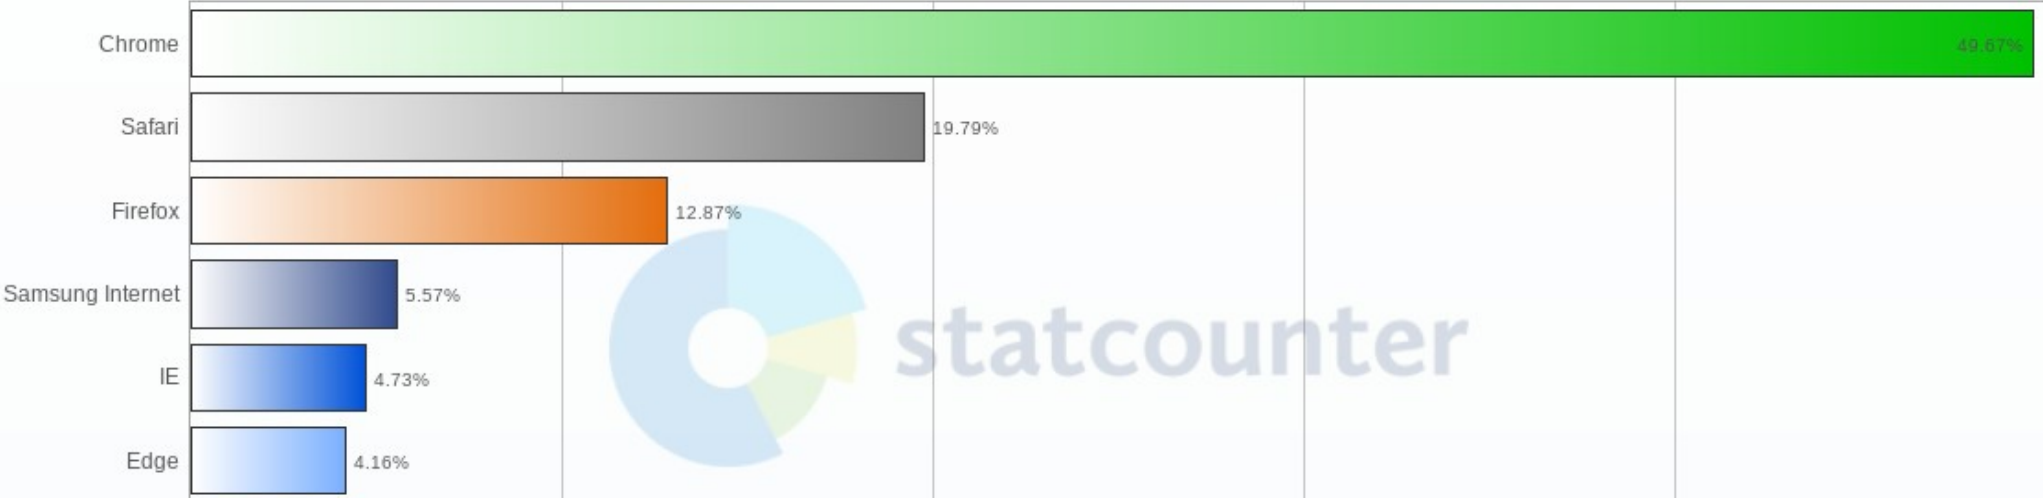 Chrome 49.67%
Safari 19.79%
Firefox 12.87%
Samsung Internet 5.57%
statcounter
IE 4.73%
Edge 4.16%